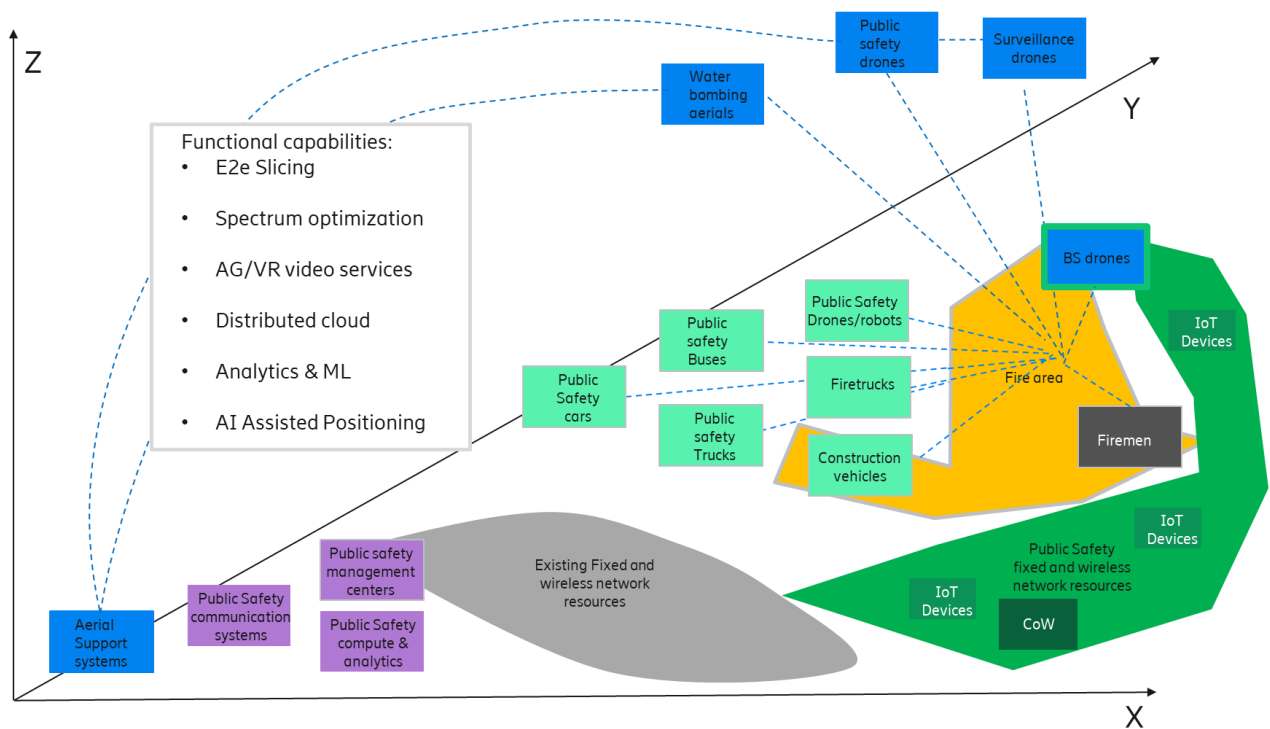 Z
Public
safety
drones
Surveillance
drones
Water
bombing
aerials
Y
Functional capabilities:
• E2e Slicing
• Spectrum optimization
• AG/VR video services
• Distributed cloud
• Analytics & ML
• AI Assisted Positioning
BS drones
Public Safety
Drones/robots
IoT
Devices
Public
safety
Buses
Public
Safety
cars
Firetrucks
Fire area
Public
safety
Trucks
Construction
vehicles
Firemen
IoT
Devices
Public Safety
fixed and wireless
network resources
IoT
Devices
CoW
Existing Fixed and
wireless network
resources
Public safety
management
centers
Public Safety
communication
systems
Public Safety
compute &
analytics
Aerial
Support
systems
X